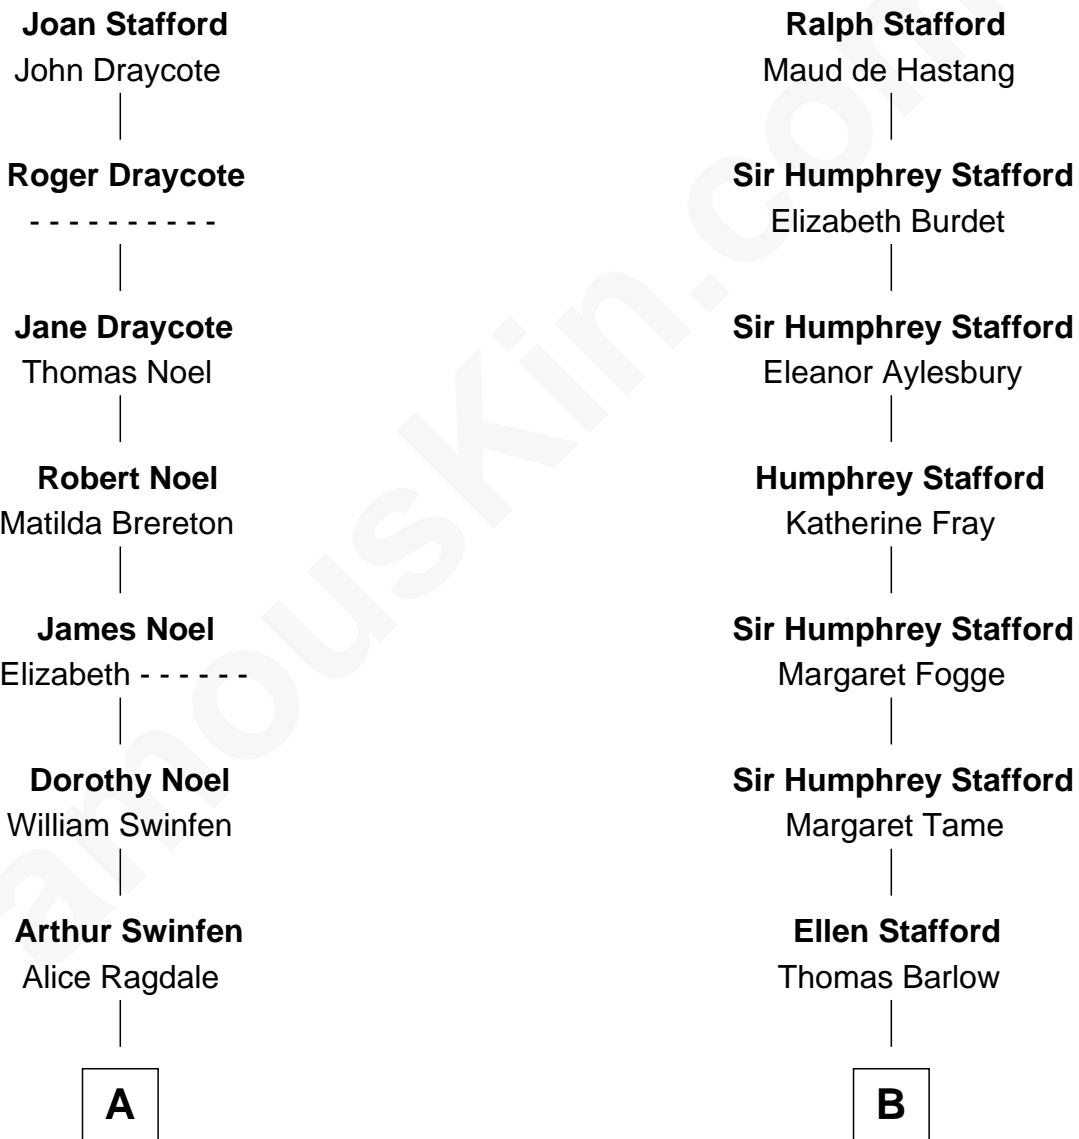 Joan Stafford
John Draycote
Roger Draycote
- - - - - - - - - -
Jane Draycote
Thomas Noel
Robert Noel
Matilda Brereton
James Noel
Elizabeth - - - - - -
Dorothy Noel
William Swinfen
Arthur Swinfen
Alice Ragdale
A
Ralph Stafford
Maud de Hastang
Sir Humphrey Stafford
Elizabeth Burdet
Sir Humphrey Stafford
Eleanor Aylesbury
Humphrey Stafford
Katherine Fray
Sir Humphrey Stafford
Margaret Fogge
Sir Humphrey Stafford
Margaret Tame
Ellen Stafford
Thomas Barlow
B
amouskin.com